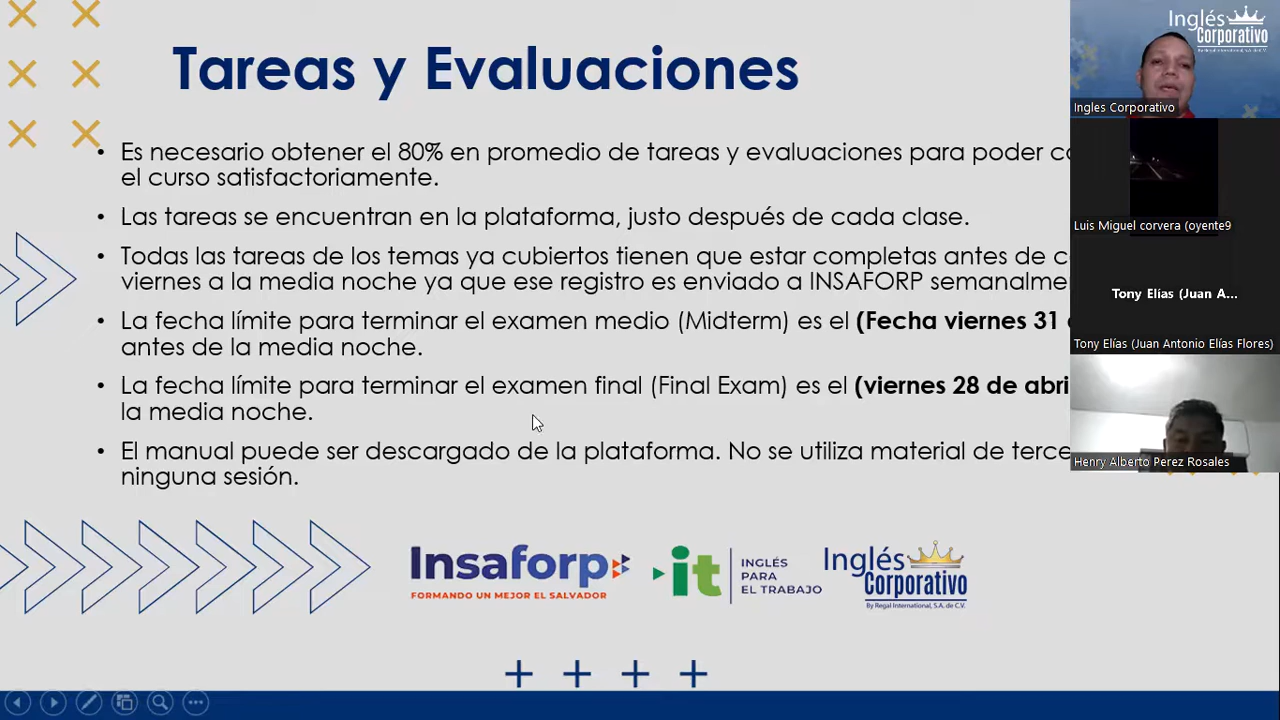 Tareas y Evaluaciones
• Es necesario obtener el 80% en promedio de tareas y evaluaciones para poder
el curso satisfactoriamente.
• Las tareas se encuentran en la plataforma, justo después de cada clase.
• Todas las tareas de los temas ya cubiertos tienen que estar completas antes de
viernes a la media noche ya que ese registro es enviado a INSAFORP
• La fecha límite para terminar el examen medio (Midterm) es el (Fecha viernes 31
antes de la media noche.
• La fecha límite para terminar el examen final (Final Exam) es el (viernes 28 de
la media noche.
• El manual puede ser descargado de la plataforma. No se utiliza material de
ninguna sesión.
Insaforp
FORMANDO UN MEJOR EL SALVADOR
it
INGLÉS
PARA
EL TRABAJO
Inglés
Corporativo
By Regal International, S.A. de C.V.
Inglés
Corporativo
By Regal International, S.A. de C.V.
Ingles Corporativo
Luis Miguel corvera (oyente9
Tony Elías (Juan A...
Tony Elías (Juan Antonio Elías Flores)
Henry Alberto Perez Rosales